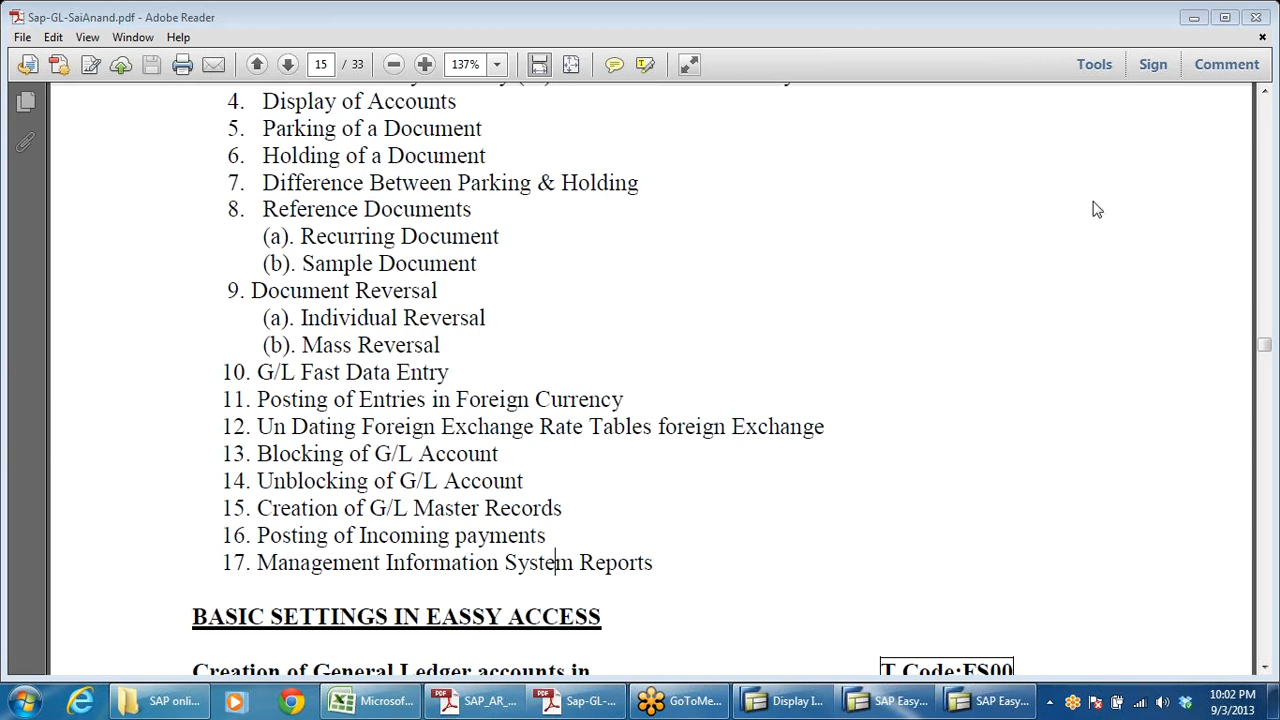 Sap-GL-SaiAnand.pdf - Adobe Reader
File Edit View Window Help
15 / 33 137% Tools Sign Comment
4. Display of Accounts
5. Parking of a Document
6. Holding of a Document
7. Difference Between Parking & Holding
8. Reference Documents
(a). Recurring Document
(b). Sample Document
9. Document Reversal
(a). Individual Reversal
(b). Mass Reversal
10. G/L Fast Data Entry
11. Posting of Entries in Foreign Currency
12. Un Dating Foreign Exchange Rate Tables foreign Exchange
13. Blocking of G/L Account
14. Unblocking of G/L Account
15. Creation of G/L Master Records
16. Posting of Incoming payments
17. Management Information System Reports
BASIC SETTINGS IN EASSY ACCESS
Creation of General Ledger accounts in T.Code:FS00
SAP onli... Microsof... SAP_AR_... Sap-GL-... GoToMe... Display I... SAP Easy... SAP Easy... 10:02 PM
9/3/2013